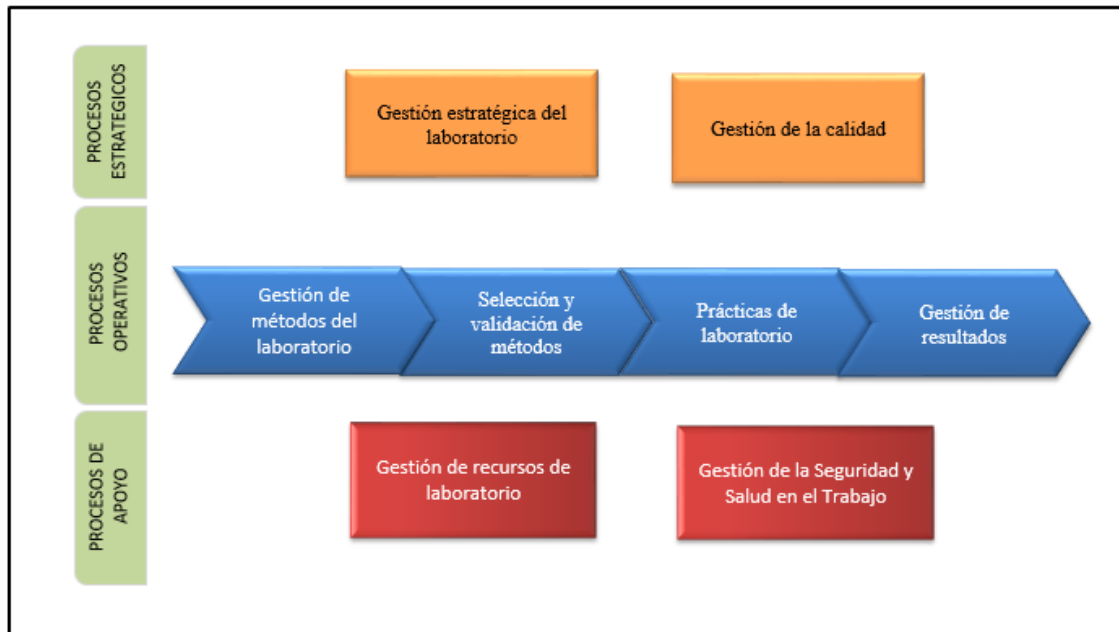 PROCESOS
ESTRATEGICOS
Gestión estratégica del
laboratorio
Gestión de la calidad
PROCESOS
OPERATIVOS
Gestión de
métodos del
laboratorio
Selección y
validación de
métodos
Prácticas de
laboratorio
Gestión de
resultados
PROCESOS DE
APOYO
Gestión de recursos de
laboratorio
Gestión de la Seguridad y
Salud en el Trabajo